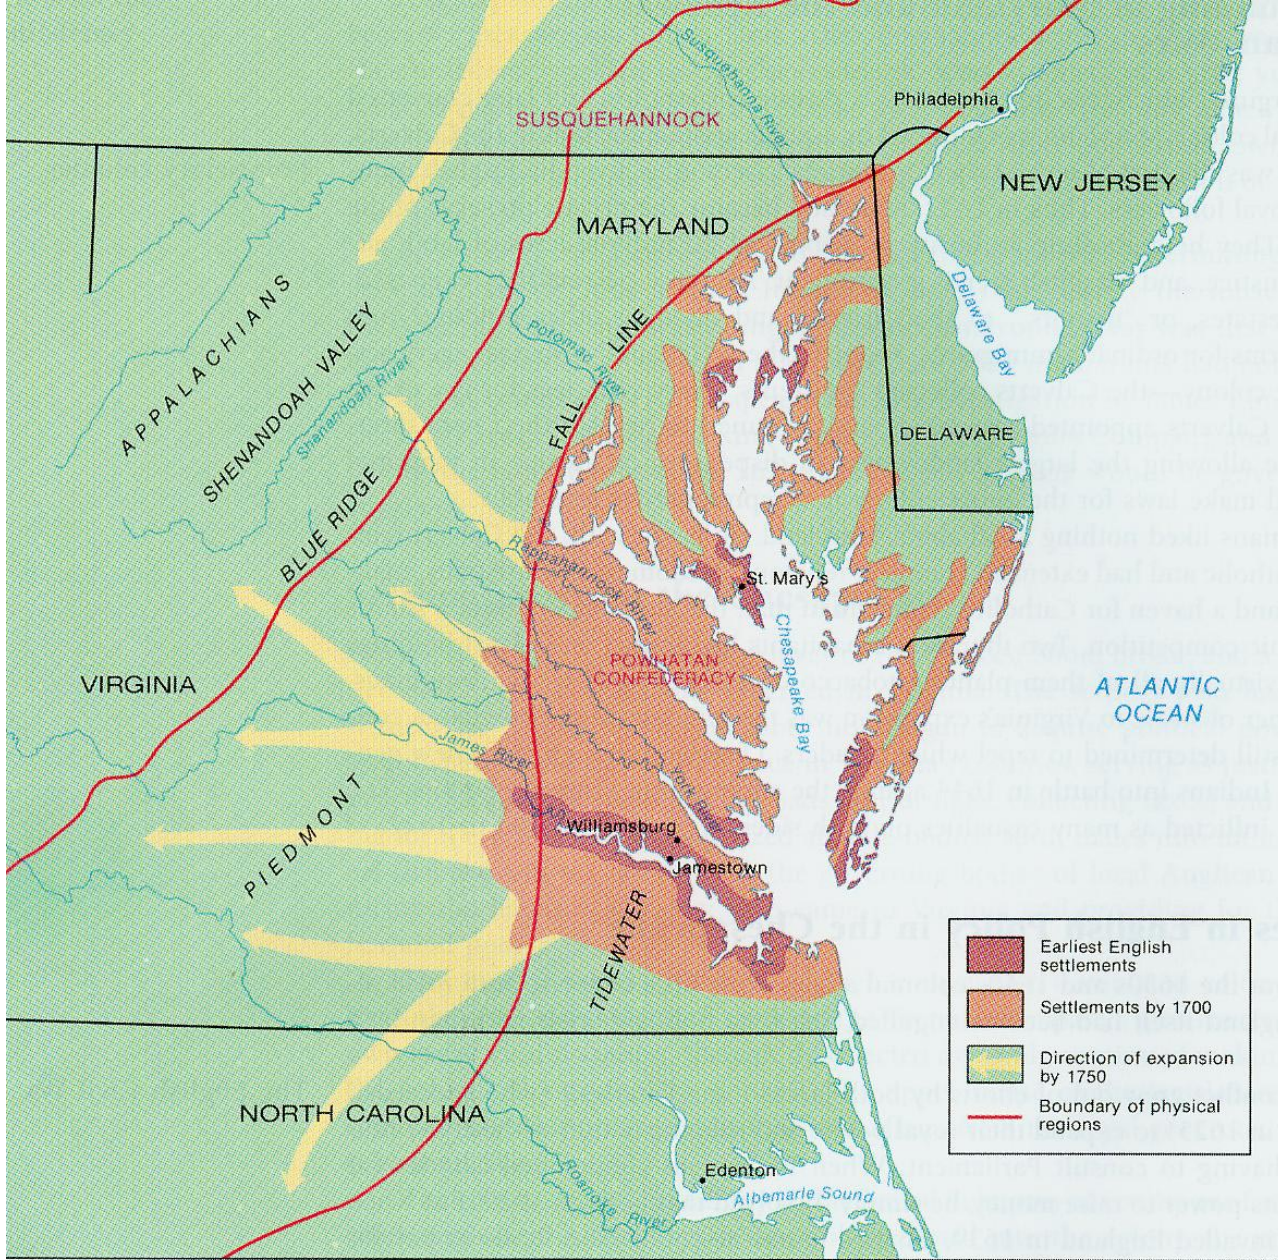 Susquehanna River
Philadelphia
SUSQUEHANNOCK
NEW JERSEY
MARYLAND
APPALACHIANS
SHENANDOAH VALLEY
Shenandoah River
Potomac River
FALL LINE
Delaware Bay
DELAWARE
BLUE RIDGE
Rappahannock River
St. Mary's
Chesapeake Bay
POWHATAN
CONFEDERACY
VIRGINIA
ATLANTIC
OCEAN
James River
York River
PIEDMONT
Williamsburg
Jamestown
TIDEWATER
Earliest English
settlements
Settlements by 1700
Direction of expansion
by 1750
Boundary of physical
regions
NORTH CAROLINA
Roanoke River
Edenton
Albemarle Sound